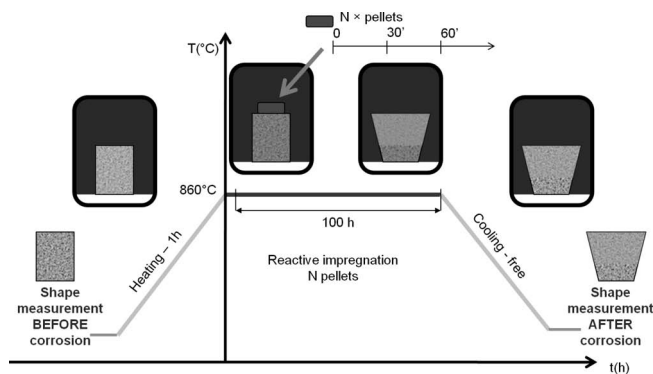 N × pellets
0 30' 60'
T(°C)
860°C
100 h
Heating – 1h
Cooling - free
Reactive impregnation
N pellets
Shape
measurement
BEFORE
corrosion
Shape
measurement
AFTER
corrosion
t(h)